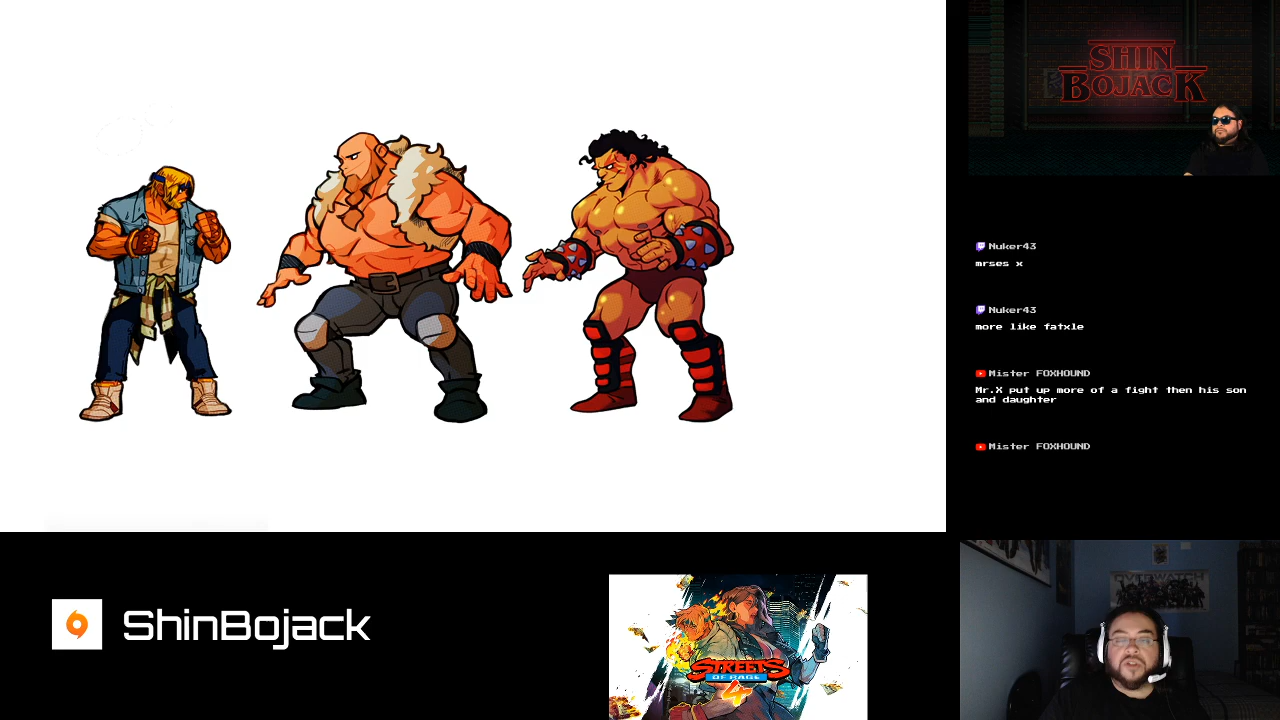 SHIN
BOJACK
Nuker43
mrses x
Nuker43
more like fatxle
Mister FOXHOUND
Mr.X put up more of a fight then his son
and daughter
Mister FOXHOUND
ShinBojack
STREETS
OF RAGE
4